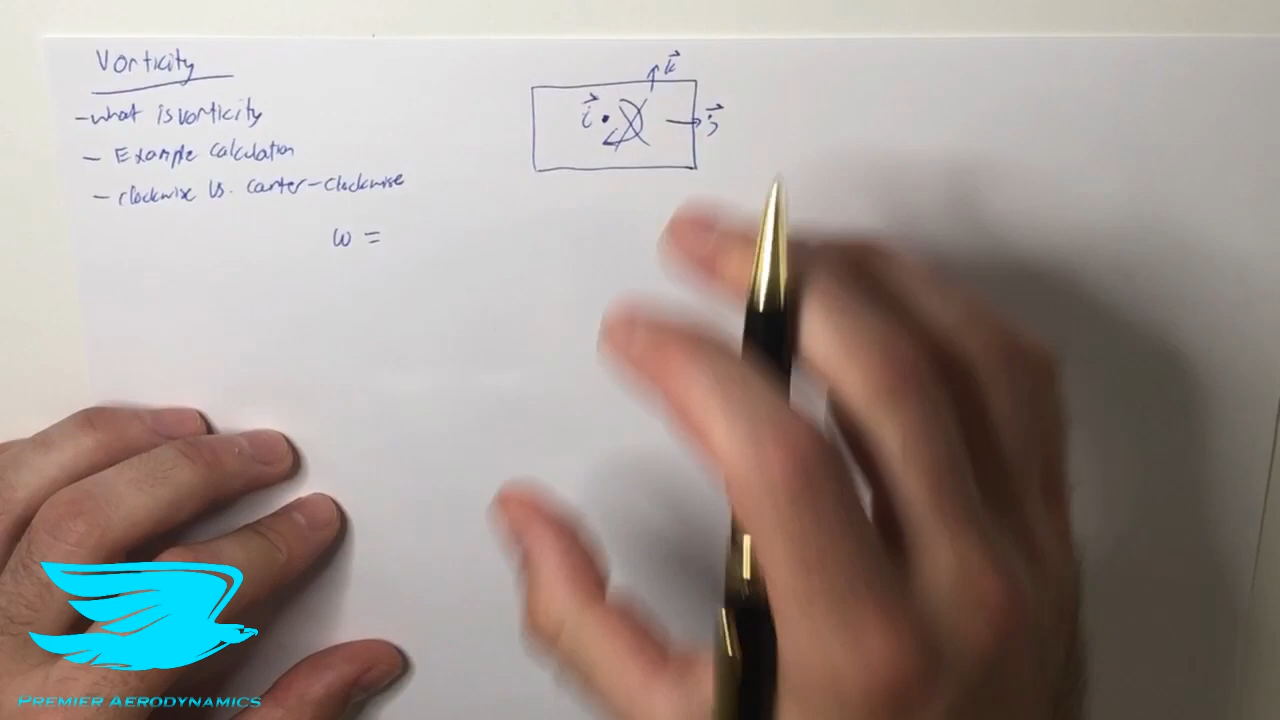 Vorticity
- what is vorticity
- Example calculation
- clockwise Vs. counter-clockwise
ω =
k
i
j
PREMIER AERODYNAMICS